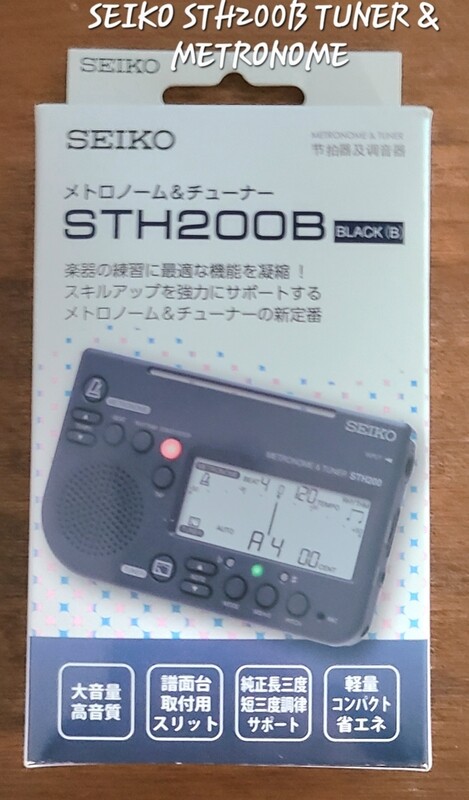 SEIKO STH200B TUNER &
METRONOME
SEIKO
SEIKO
METRONOME & TUNER
节拍器及调音器
メトロノーム&チューナー
STH200B BLACK(B)
楽器の練習に最適な機能を凝縮!
スキルアップを強力にサポートする
メトロノーム&チューナーの新定番
SEIKO
METRONOME & TUNER STH200
BEAT 4 120 TEMPO
AUTO
A4 00 CENT
大音量
高音質
譜面台
取付用
スリット
純正長三度
短三度調律
サポート
軽量
コンパクト
省エネ